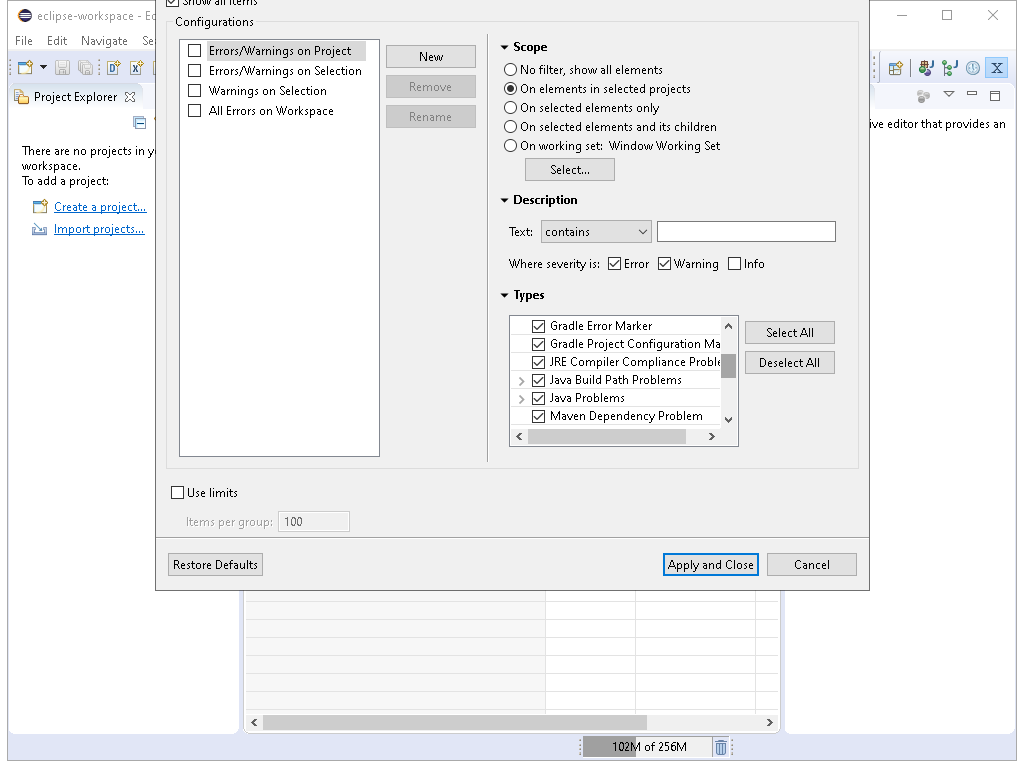 eclipse-workspace - Ec
Show all items
File Edit Navigate Se
Configurations
Errors/Warnings on Project
Errors/Warnings on Selection
Warnings on Selection
All Errors on Workspace
New
Remove
Rename
Scope
No filter, show all elements
On elements in selected projects
On selected elements only
On selected elements and its children
On working set: Window Working Set
Select...
Description
Text: contains
Where severity is: Error Warning Info
Types
Gradle Error Marker
Gradle Project Configuration Ma
JRE Compiler Compliance Proble
Java Build Path Problems
Java Problems
Maven Dependency Problem
Select All
Deselect All
Use limits
Items per group: 100
Restore Defaults
Apply and Close
Cancel
Project Explorer
There are no projects in y
workspace.
To add a project:
Create a project...
Import projects...
ive editor that provides an
102M of 256M